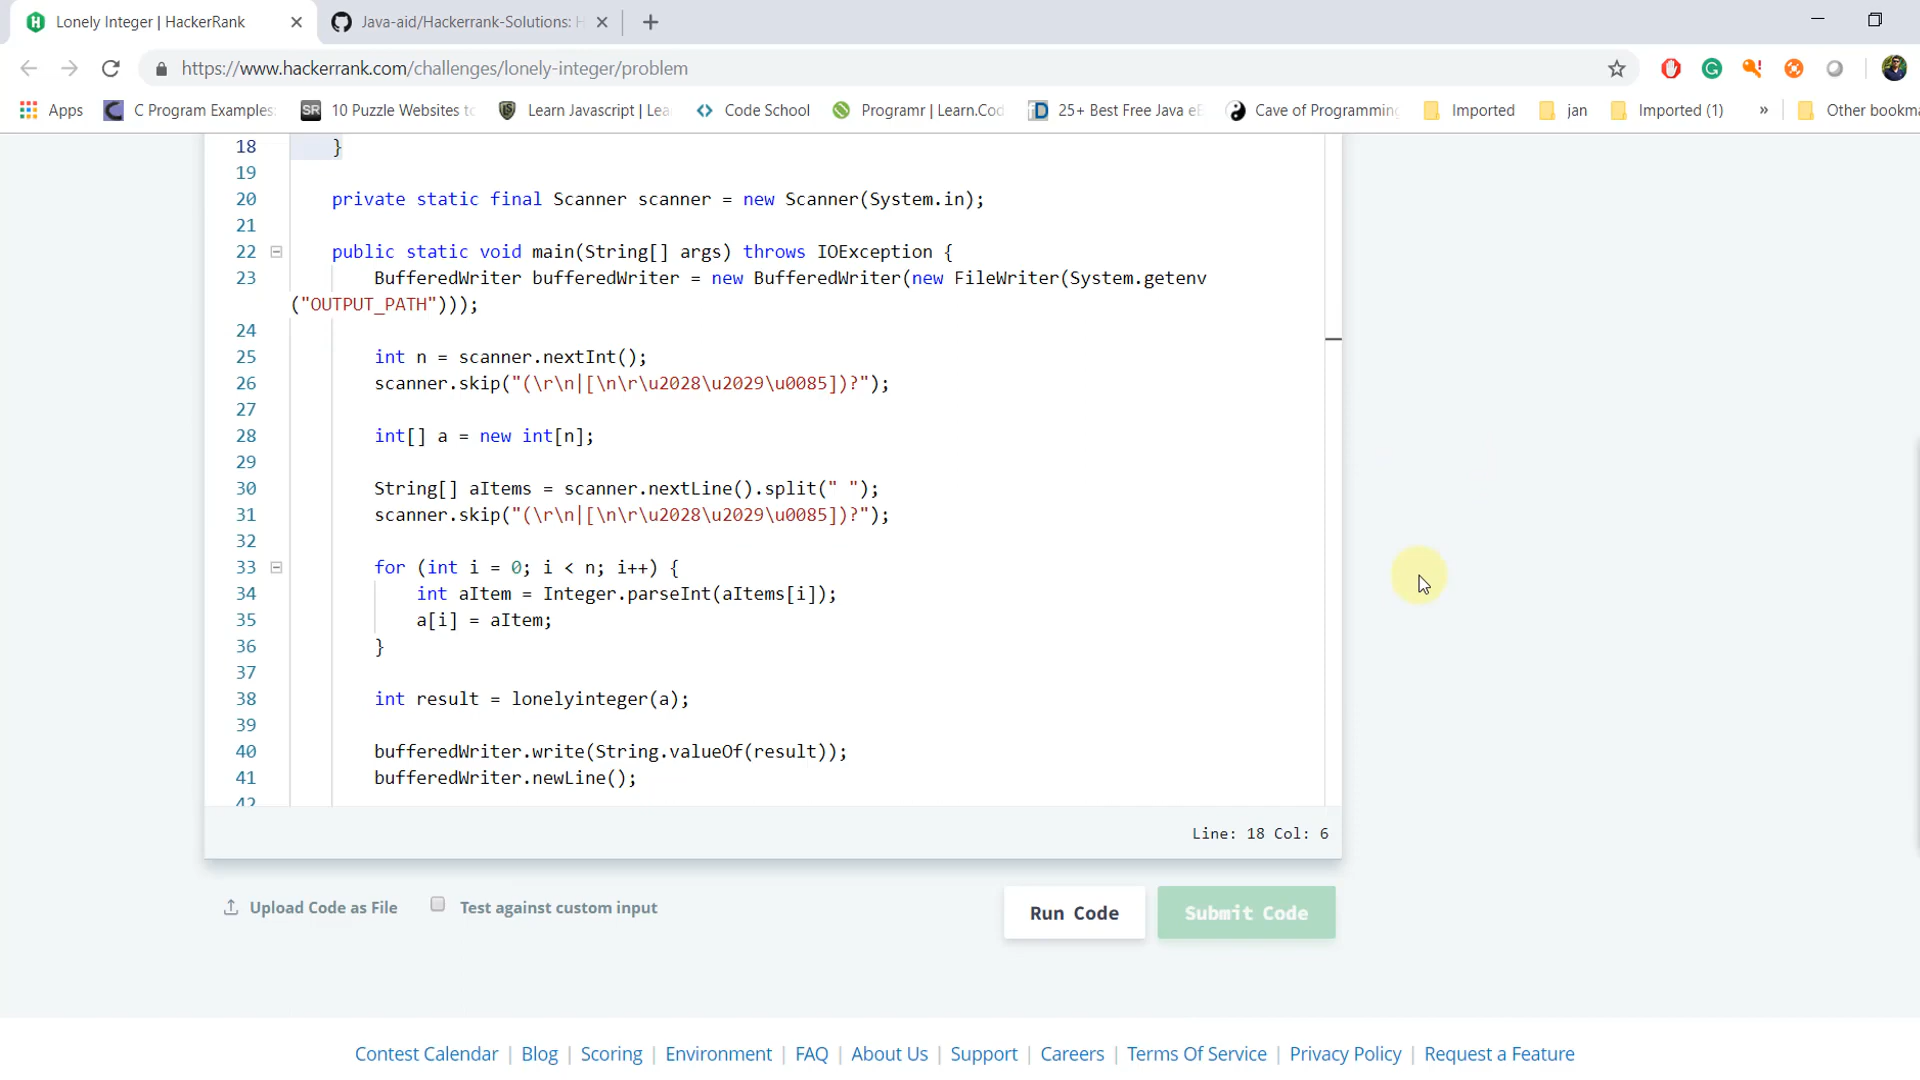 Lonely Integer | HackerRank
Java-aid/Hackerrank-Solutions: H
https://www.hackerrank.com/challenges/lonely-integer/problem
Apps C Program Examples: SR 10 Puzzle Websites to Learn Javascript | Lea Code School Programr | Learn.Cod iD 25+ Best Free Java eB Cave of Programming Imported jan Imported (1) » Other bookma
18 }
19
20 private static final Scanner scanner = new Scanner(System.in);
21
22 public static void main(String[] args) throws IOException {
23 BufferedWriter bufferedWriter = new BufferedWriter(new FileWriter(System.getenv
("OUTPUT_PATH")));
24
25 int n = scanner.nextInt();
26 scanner.skip("(\r\n|[\n\r\u2028\u2029\u0085])?");
27
28 int[] a = new int[n];
29
30 String[] aItems = scanner.nextLine().split(" ");
31 scanner.skip("(\r\n|[\n\r\u2028\u2029\u0085])?");
32
33 for (int i = 0; i < n; i++) {
34 int aItem = Integer.parseInt(aItems[i]);
35 a[i] = aItem;
36 }
37
38 int result = lonelyinteger(a);
39
40 bufferedWriter.write(String.valueOf(result));
41 bufferedWriter.newLine();
42
Line: 18 Col: 6
Upload Code as File Test against custom input Run Code Submit Code
Contest Calendar | Blog | Scoring | Environment | FAQ | About Us | Support | Careers | Terms Of Service | Privacy Policy | Request a Feature